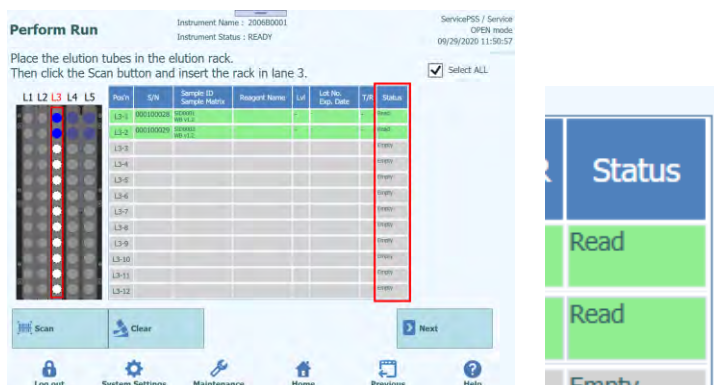 Perform Run
Instrument Name : 200680001
Instrument Status : READY
ServicePSS / Service
OPEN mode
09/29/2020 11:50:57
Place the elution tubes in the elution rack.
Then click the Scan button and insert the rack in lane 3.
Select ALL
L1 L2 L3 L4 L5
Pos'n S/N Sample ID Sample Matrix Reagent Name Lvl Lot No. Exp. Date T/R Status
L3-1 000100028 - - Read
L3-2 000100029 WB v1.2 - - Read
L3-3 Empty
L3-4 Empty
L3-5 Empty
L3-6 Empty
L3-7 Empty
L3-8 Empty
L3-9 Empty
L3-10 Empty
L3-11 Empty
L3-12 Empty
Scan
Clear
Next
Log out
System Settings
Maintenance
Home
Previous
Help
Status
Read
Read
Empty